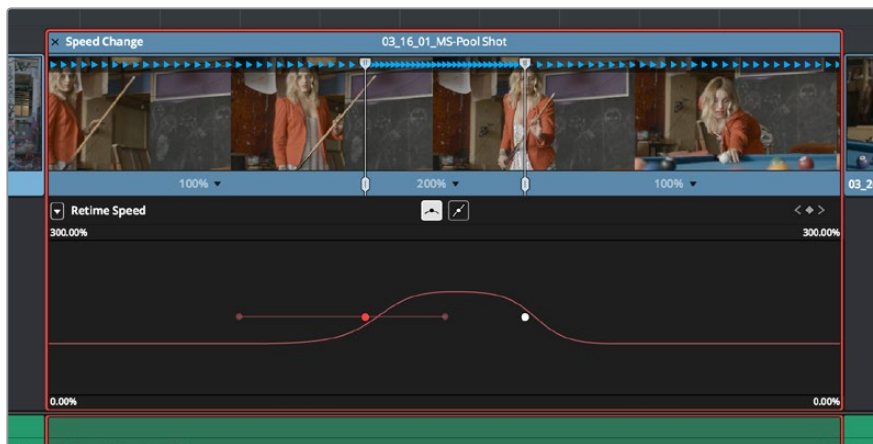 × Speed Change 03_16_01_MS-Pool Shot
100% 200% 100%
03_2
Retime Speed
300.00% 300.00%
0.00% 0.00%